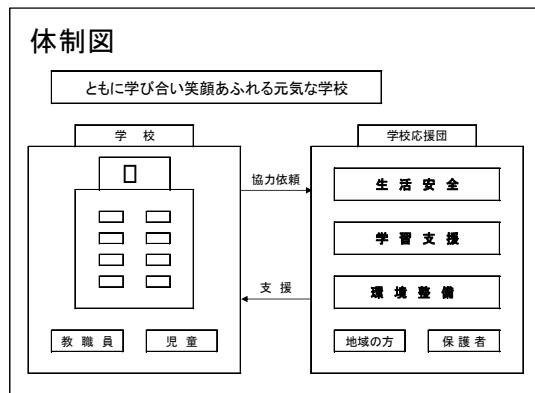 体制図
ともに学び合い笑顔あふれる元気な学校
学 校
学校応援団
協力依頼
生 活 安 全
学 習 支 援
支 援
環 境 整 備
教 職 員
児 童
地域の方
保 護 者